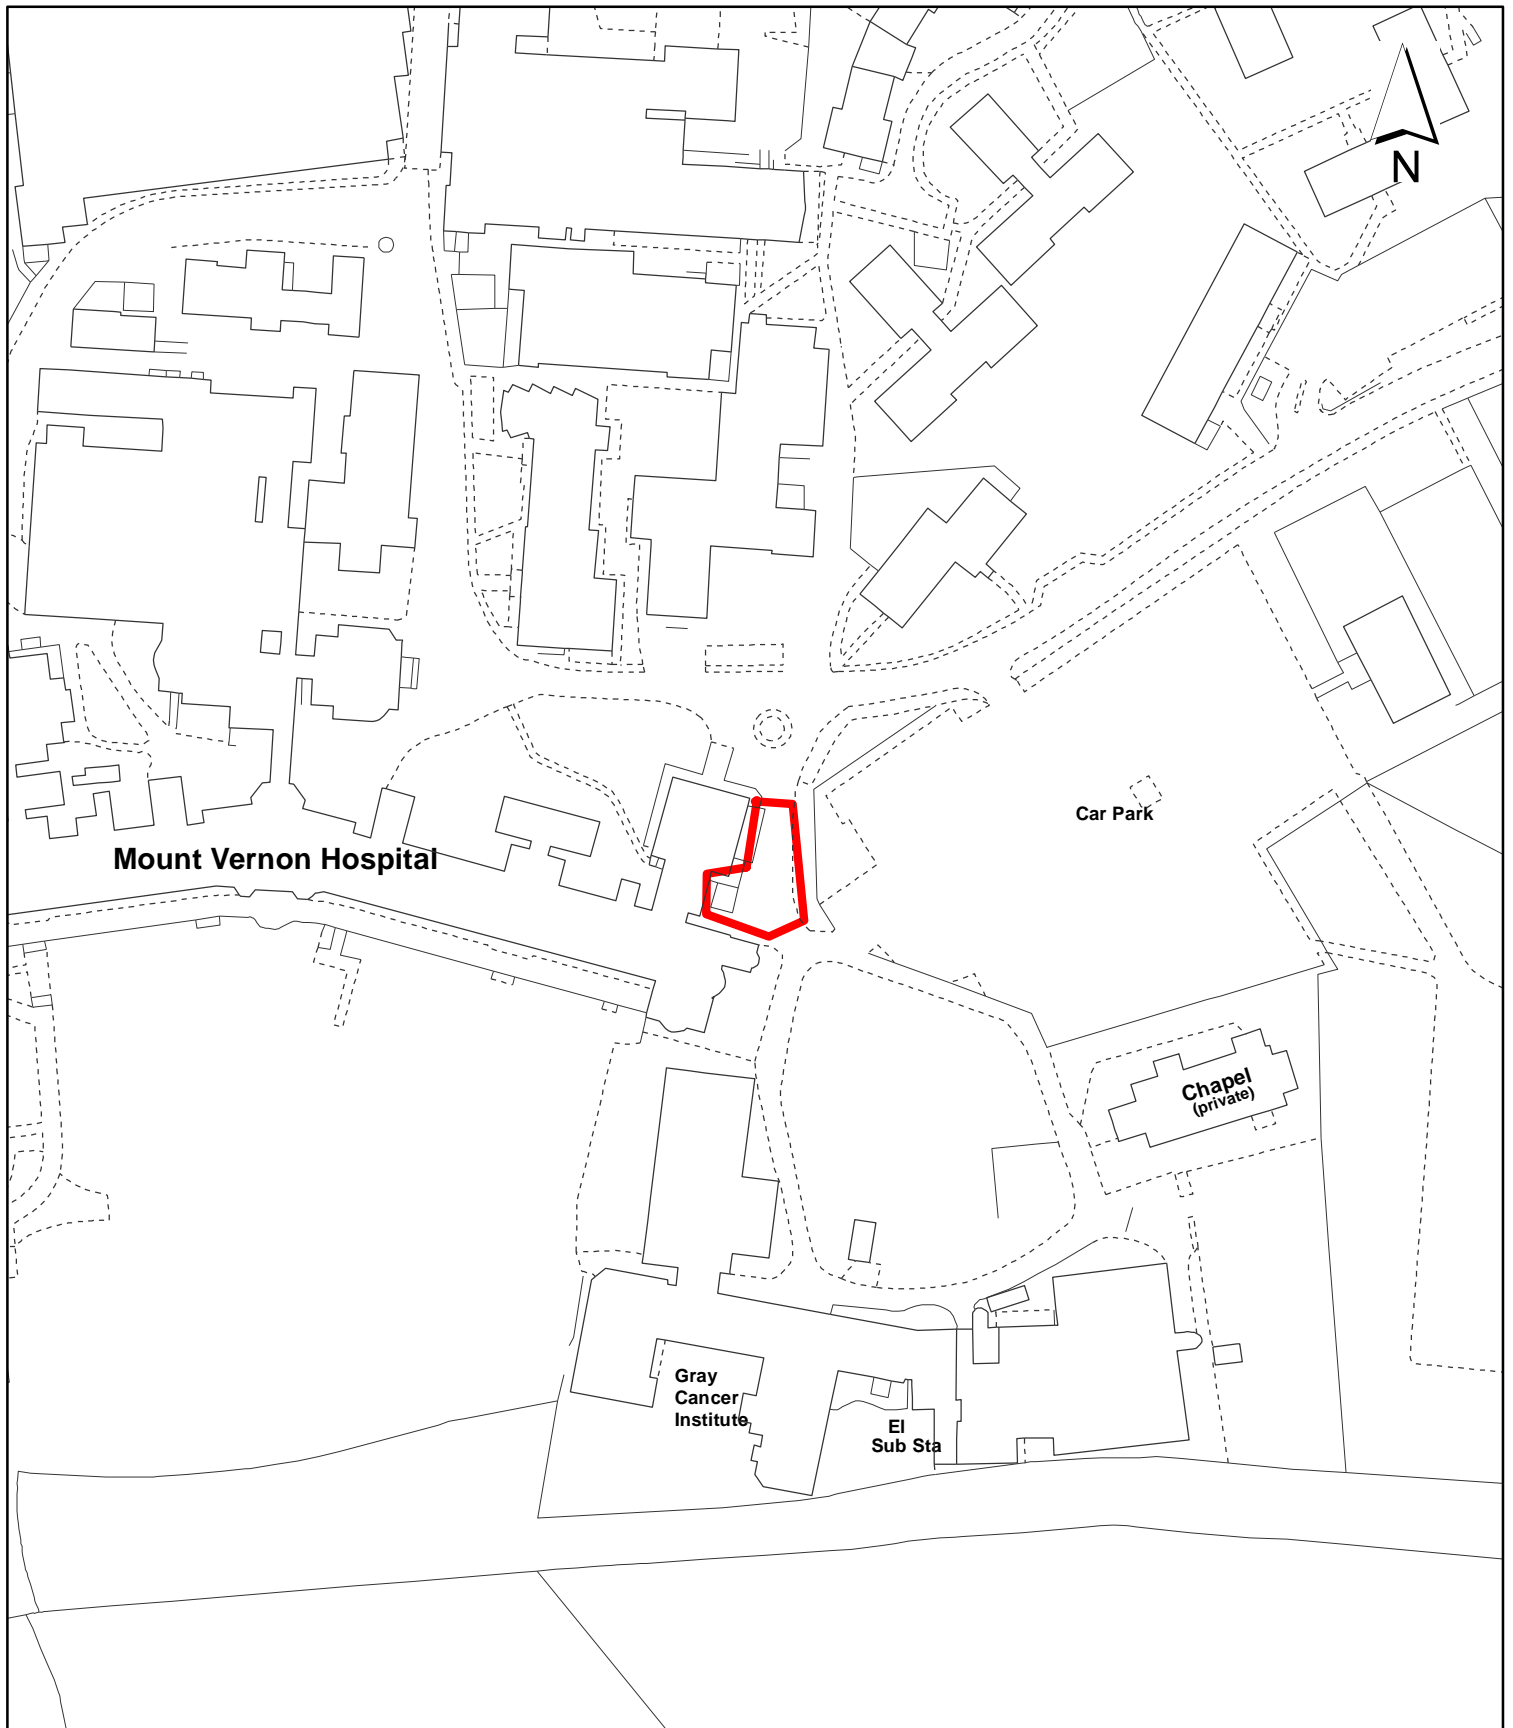 N
Car Park
Mount Vernon Hospital
Chapel
(private)
Gray
Cancer
Institute
El
Sub Sta